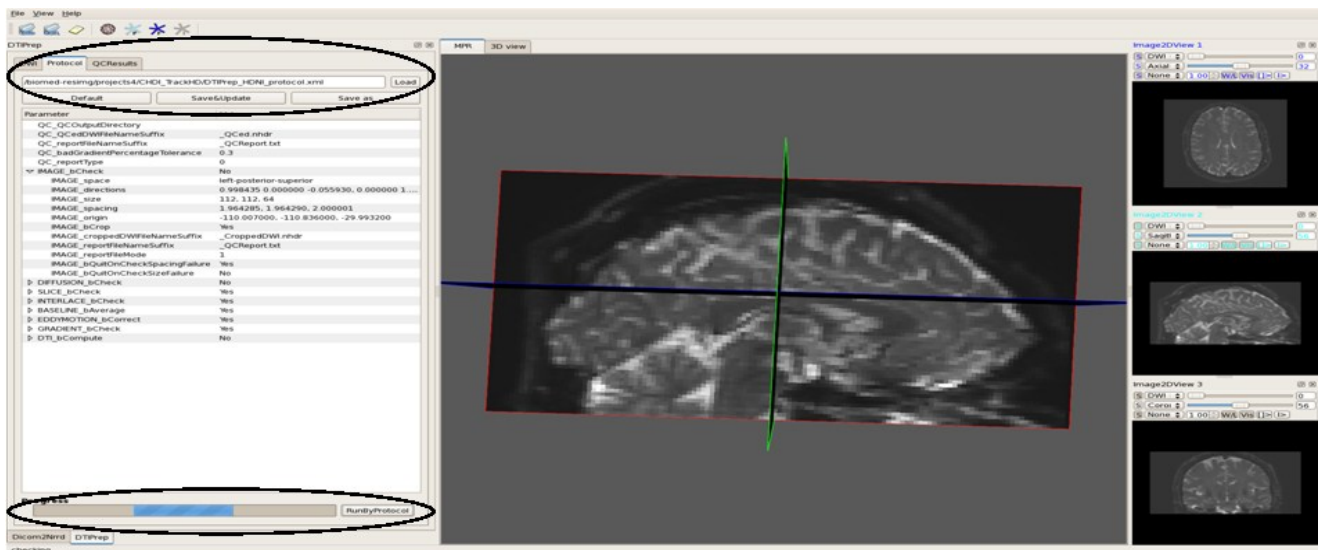 File View Help
DTIPrep
MPR 3D view
Protocol QCResults
/biomed-resimg/projects4/CHDI_TrackHD/DTIPrep_HDNI_protocol.xml Load
Default Save&Update Save as
Parameter
QC_QCOutputDirectory
QC_QCedDWIFileNameSuffix _QCed.nhdr
QC_reportFileNameSuffix _QCReport.txt
QC_badGradientPercentageTolerance 0.3
QC_reportType 0
IMAGE_bCheck No
IMAGE_space left-posterior-superior
IMAGE_directions 0.998435 0.000000 -0.055930, 0.000000 1....
IMAGE_size 112, 112, 64
IMAGE_spacing 1.964285, 1.964290, 2.000001
IMAGE_origin -110.007000, -110.836000, -29.993200
IMAGE_bCrop Yes
IMAGE_croppedDWIFileNameSuffix _CroppedDWI.nhdr
IMAGE_reportFileNameSuffix _QCReport.txt
IMAGE_reportFileMode 1
IMAGE_bQuitOnCheckSpacingFailure Yes
IMAGE_bQuitOnCheckSizeFailure No
DIFFUSION_bCheck No
SLICE_bCheck Yes
INTERLACE_bCheck Yes
BASELINE_bAverage Yes
EDDYMOTION_bCorrect Yes
GRADIENT_bCheck Yes
DTI_bCompute No
Progress
RunByProtocol
Dicom2Nrrd DTIPrep
checking
Image2DView 1
S DWI 0
S Axial 32
S None 1.00 W/L Vis
Image2DView 2
DWI
Sagitt
None
Image2DView 3
S DWI 0
S Coron 56
S None 1.00 W/L Vis